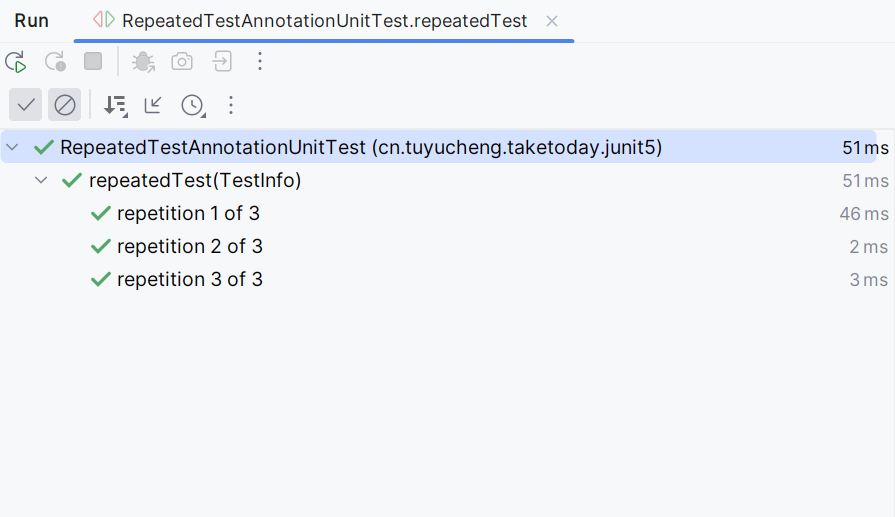 Run RepeatedTestAnnotationUnitTest.repeatedTest
RepeatedTestAnnotationUnitTest (cn.tuyucheng.taketoday.junit5) 51 ms
repeatedTest(TestInfo) 51 ms
repetition 1 of 3 46 ms
repetition 2 of 3 2 ms
repetition 3 of 3 3 ms